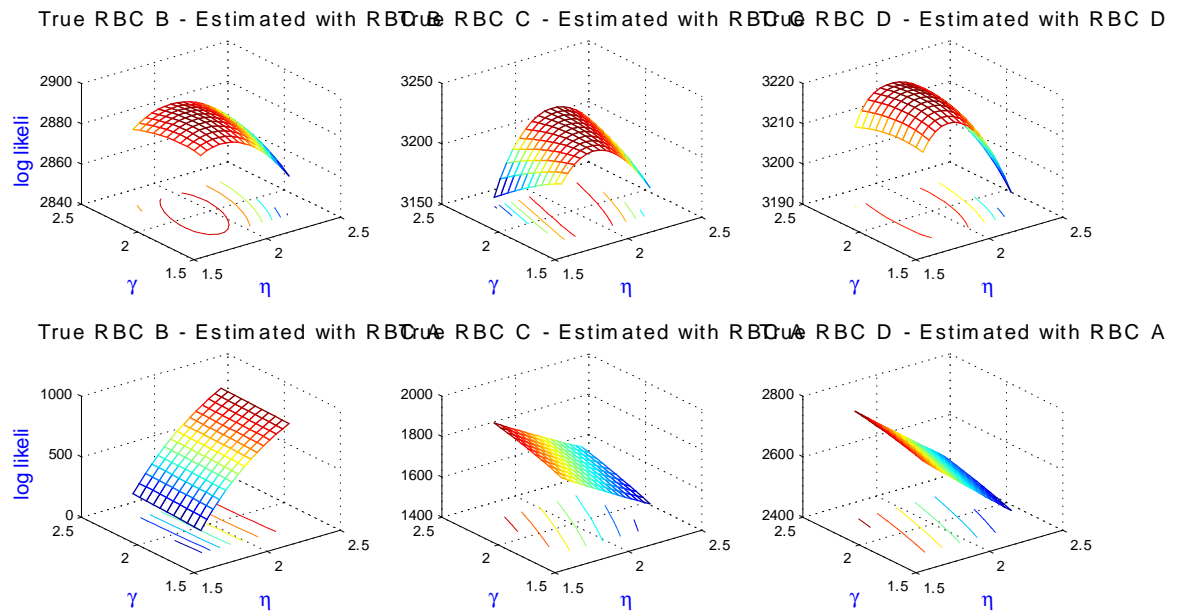 True RBC B - Estimated with RBC B
True RBC C - Estimated with RBC C
True RBC D - Estimated with RBC D
2900
2880
2860
2840
2.5
2
1.5
1.5
2
2.5
log likeli
γ
η
3250
3200
3150
2.5
2
1.5
1.5
2
2.5
γ
η
3220
3210
3200
3190
2.5
2
1.5
1.5
2
2.5
γ
η
True RBC B - Estimated with RBC A
True RBC C - Estimated with RBC A
True RBC D - Estimated with RBC A
1000
500
0
2.5
2
1.5
1.5
2
2.5
log likeli
γ
η
2000
1800
1600
1400
2.5
2
1.5
1.5
2
2.5
γ
η
2800
2600
2400
2.5
2
1.5
1.5
2
2.5
γ
η